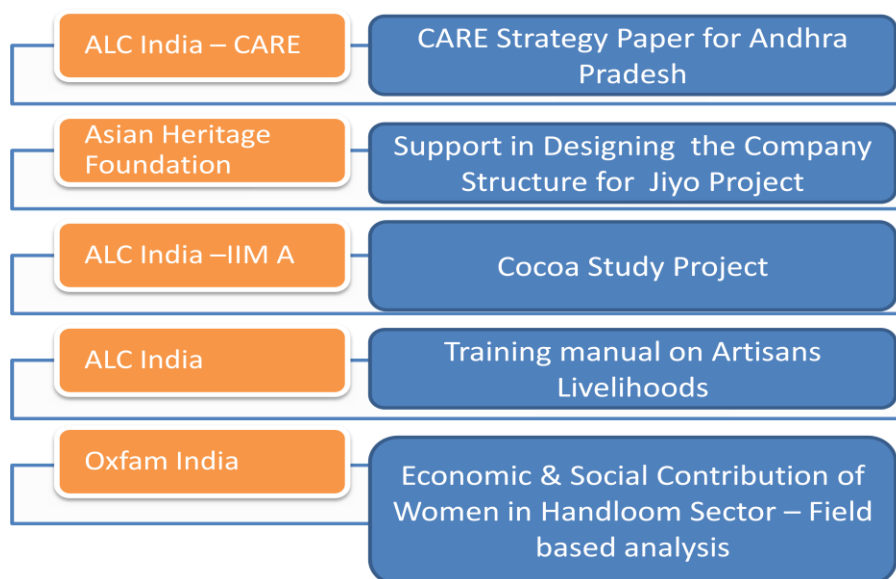 ALC India – CARE
CARE Strategy Paper for Andhra
Pradesh
Asian Heritage
Foundation
Support in Designing the Company
Structure for Jiyo Project
ALC India –IIM A
Cocoa Study Project
ALC India
Training manual on Artisans
Livelihoods
Oxfam India
Economic & Social Contribution of
Women in Handloom Sector – Field
based analysis